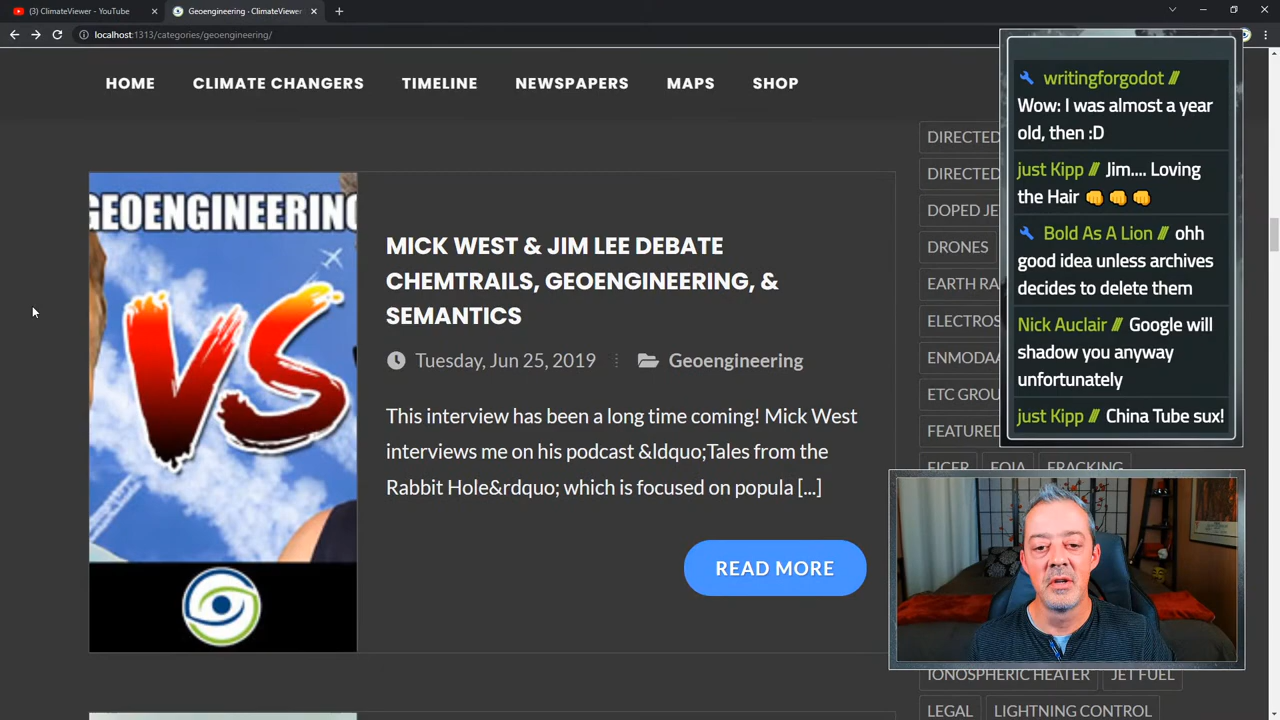 (3) ClimateViewer - YouTube
Geoengineering · ClimateViewer
localhost:1313/categories/geoengineering/
HOME
CLIMATE CHANGERS
TIMELINE
NEWSPAPERS
MAPS
SHOP
GEOENGINEERING
VS
MICK WEST & JIM LEE DEBATE
CHEMTRAILS, GEOENGINEERING, &
SEMANTICS
Tuesday, Jun 25, 2019
Geoengineering
This interview has been a long time coming! Mick West
interviews me on his podcast &ldquo;Tales from the
Rabbit Hole&rdquo; which is focused on popula [...]
READ MORE
DIRECTED
DIRECTED
DOPED JE
DRONES
EARTH RA
ELECTROS
ENMODA
ETC GROU
FEATURED
EICER
FOIA
FRACKING
IONOSPHERIC HEATER
JET FUEL
LEGAL
LIGHTNING CONTROL
writingforgodot //
Wow: I was almost a year
old, then :D
just Kipp // Jim.... Loving
the Hair 👊 👊 👊
Bold As A Lion // ohh
good idea unless archives
decides to delete them
Nick Auclair // Google will
shadow you anyway
unfortunately
just Kipp // China Tube sux!